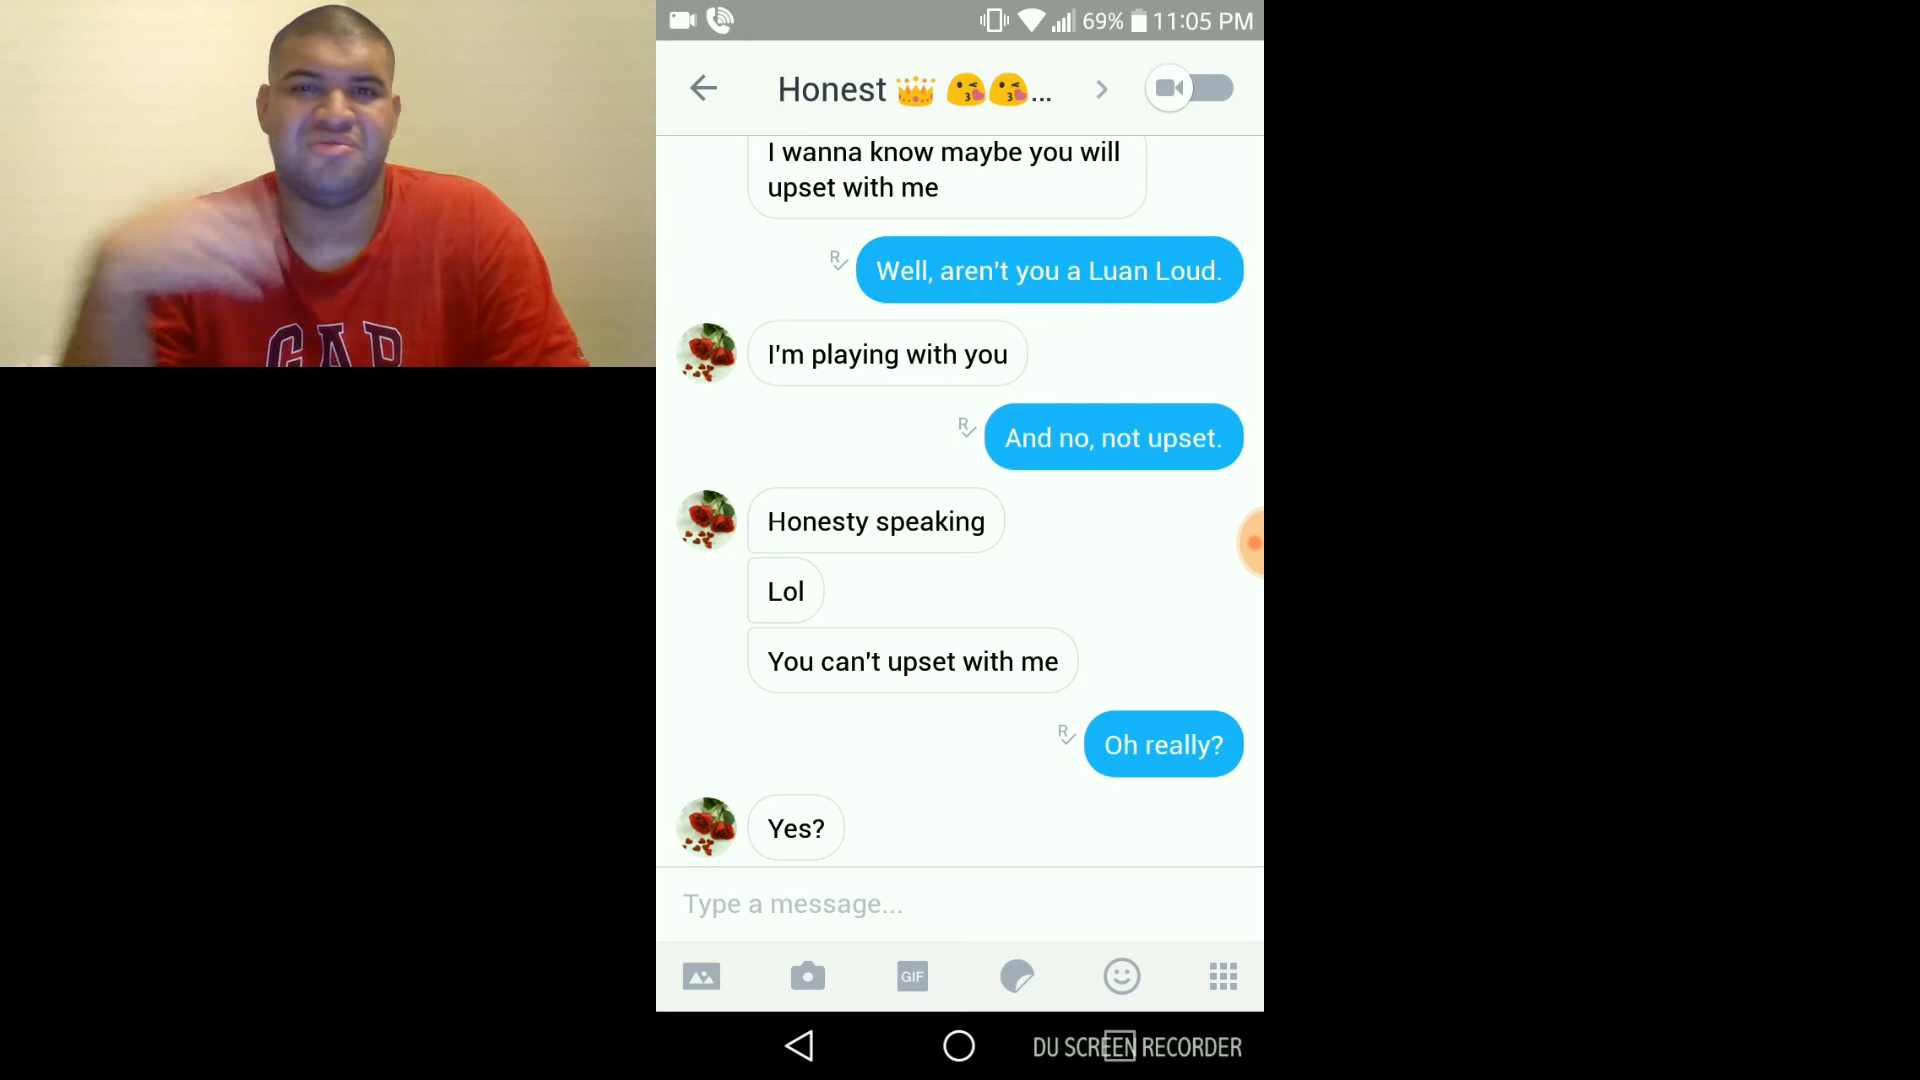 69% 11:05 PM
Honest 👑 😘😘...
I wanna know maybe you will
upset with me
Well, aren't you a Luan Loud.
R
I'm playing with you
And no, not upset.
R
Honesty speaking
Lol
You can't upset with me
Oh really?
R
Yes?
Type a message...
GIF
DU SCREEN RECORDER
GAP